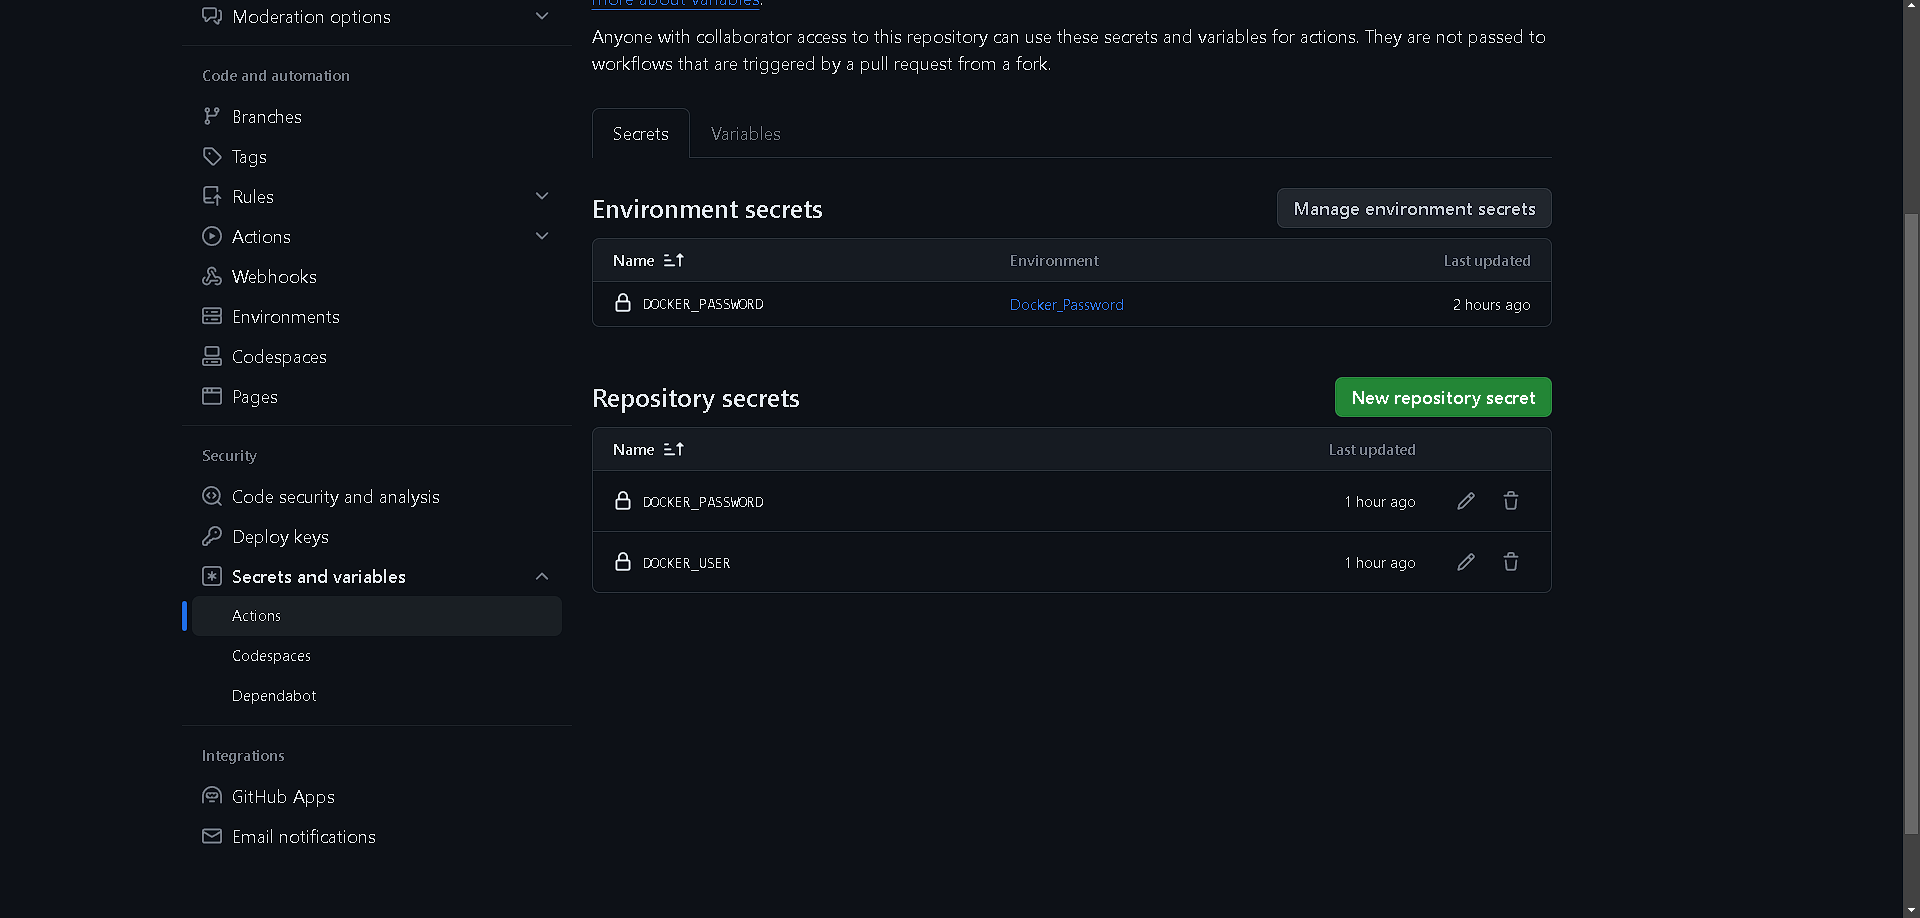 Moderation options
Code and automation
Branches
Tags
Rules
Actions
Webhooks
Environments
Codespaces
Pages
Security
Code security and analysis
Deploy keys
Secrets and variables
Actions
Codespaces
Dependabot
Integrations
GitHub Apps
Email notifications
more about variables.
Anyone with collaborator access to this repository can use these secrets and variables for actions. They are not passed to
workflows that are triggered by a pull request from a fork.
Secrets Variables
Environment secrets Manage environment secrets
Name Environment Last updated
DOCKER_PASSWORD Docker_Password 2 hours ago
Repository secrets New repository secret
Name Last updated
DOCKER_PASSWORD 1 hour ago
DOCKER_USER 1 hour ago